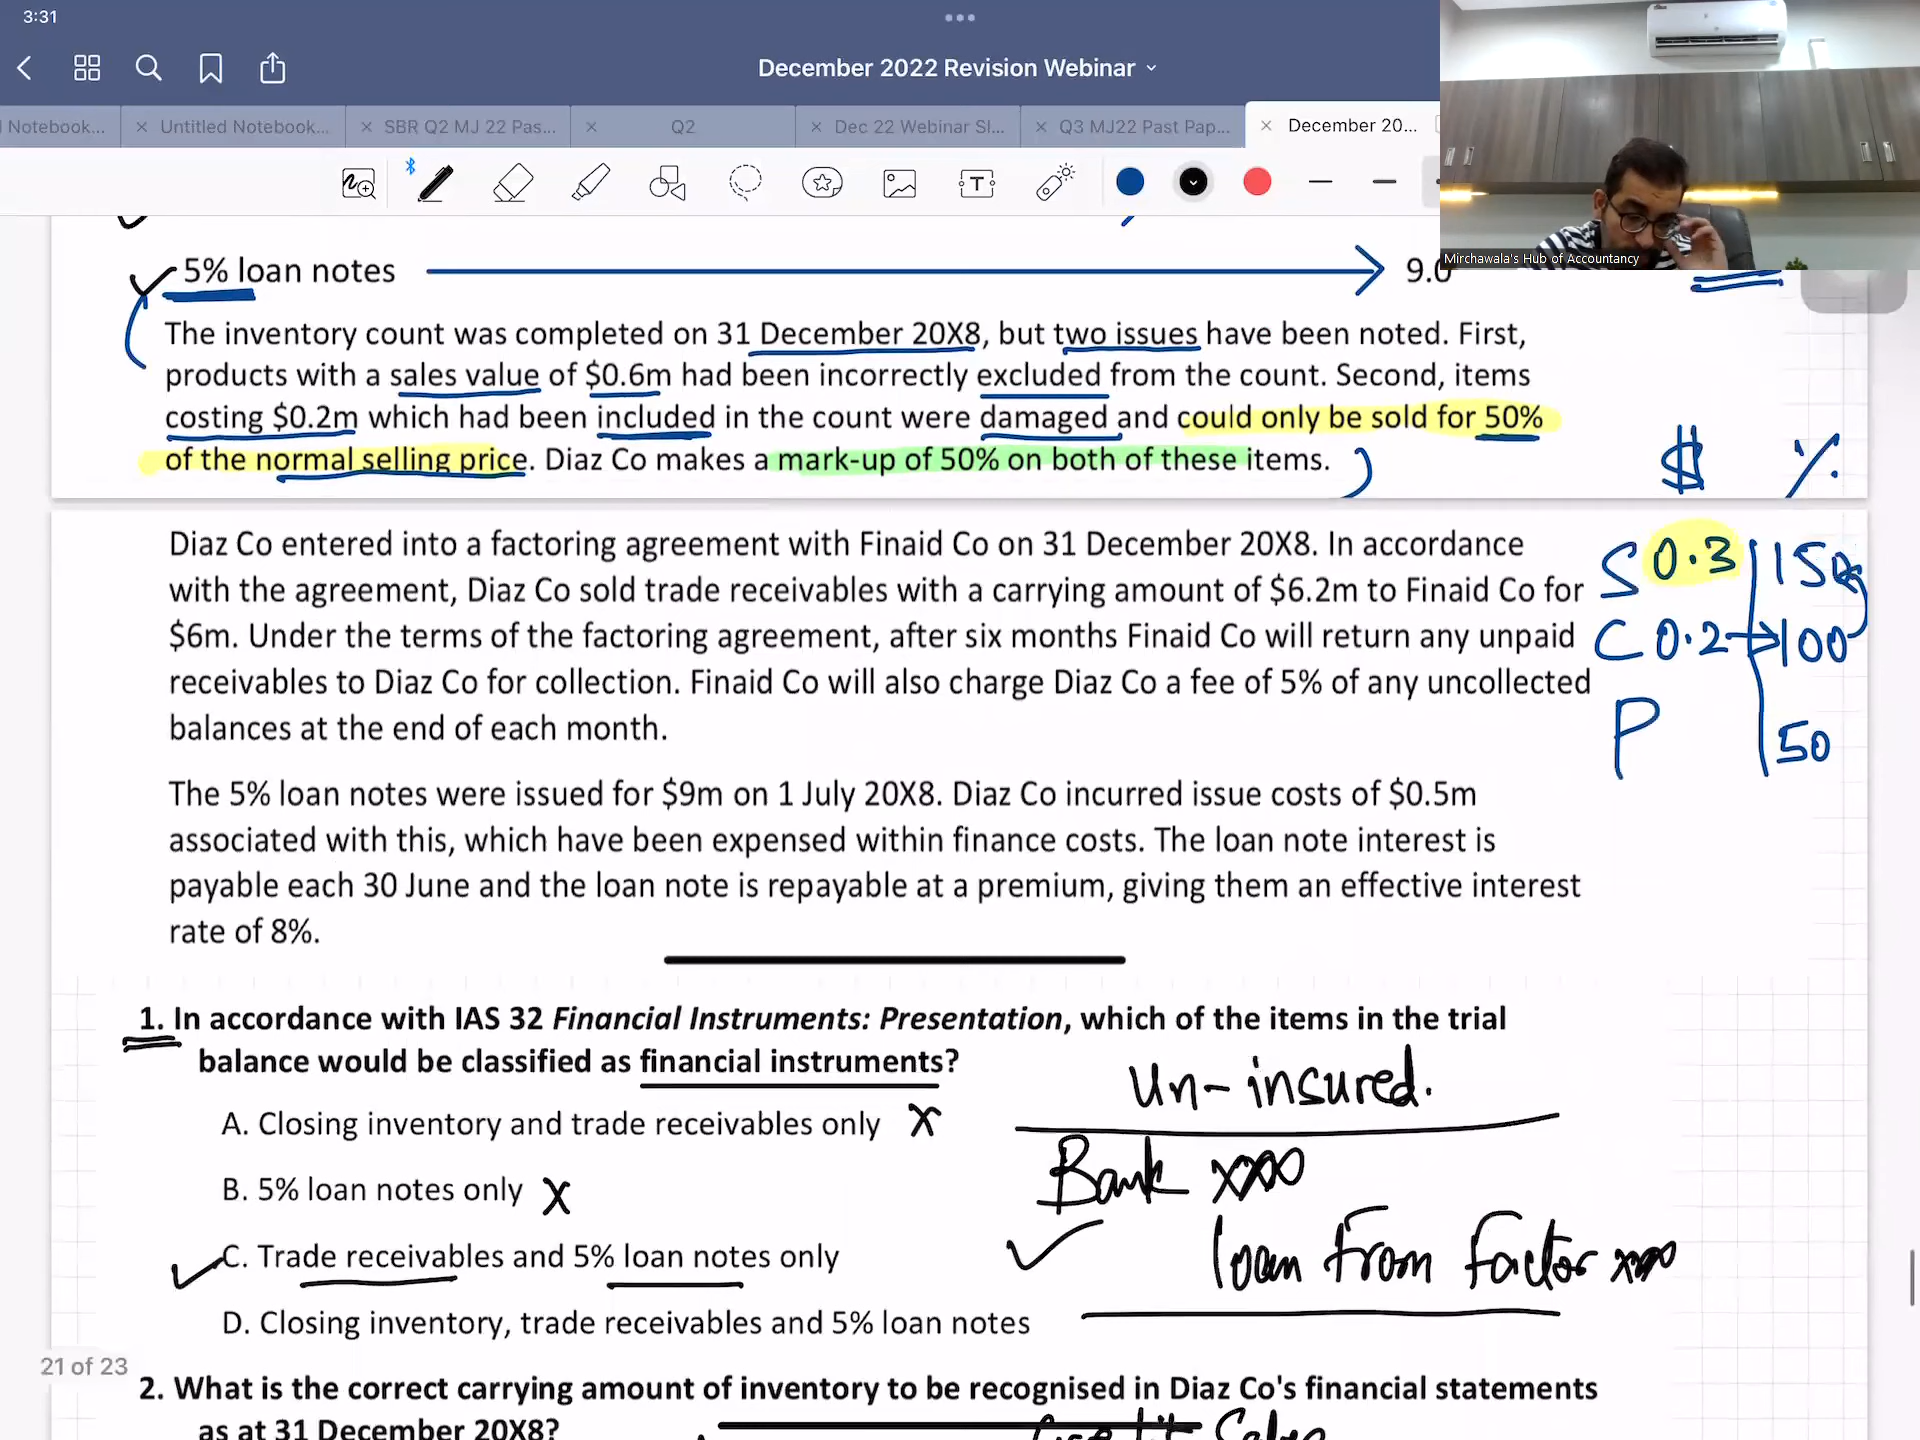 3:31
December 2022 Revision Webinar
Notebook...
Untitled Notebook...
SBR Q2 MJ 22 Pas...
Q2
Dec 22 Webinar Sl...
Q3 MJ22 Past Pap...
December 20...
Mirchawala's Hub of Accountancy
5% loan notes 9.0
The inventory count was completed on 31 December 20X8, but two issues have been noted. First,
products with a sales value of $0.6m had been incorrectly excluded from the count. Second, items
costing $0.2m which had been included in the count were damaged and could only be sold for 50%
of the normal selling price. Diaz Co makes a mark-up of 50% on both of these items.
$ %
S 0.3 150
C 0.2 100
P 50
Diaz Co entered into a factoring agreement with Finaid Co on 31 December 20X8. In accordance
with the agreement, Diaz Co sold trade receivables with a carrying amount of $6.2m to Finaid Co for
$6m. Under the terms of the factoring agreement, after six months Finaid Co will return any unpaid
receivables to Diaz Co for collection. Finaid Co will also charge Diaz Co a fee of 5% of any uncollected
balances at the end of each month.
The 5% loan notes were issued for $9m on 1 July 20X8. Diaz Co incurred issue costs of $0.5m
associated with this, which have been expensed within finance costs. The loan note interest is
payable each 30 June and the loan note is repayable at a premium, giving them an effective interest
rate of 8%.
1. In accordance with IAS 32 Financial Instruments: Presentation, which of the items in the trial
balance would be classified as financial instruments?
A. Closing inventory and trade receivables only X
B. 5% loan notes only X
C. Trade receivables and 5% loan notes only
D. Closing inventory, trade receivables and 5% loan notes
Un-insured.
Bank xxxx
loan From Factor xxxx
21 of 23
2. What is the correct carrying amount of inventory to be recognised in Diaz Co's financial statements
as at 31 December 20X8?